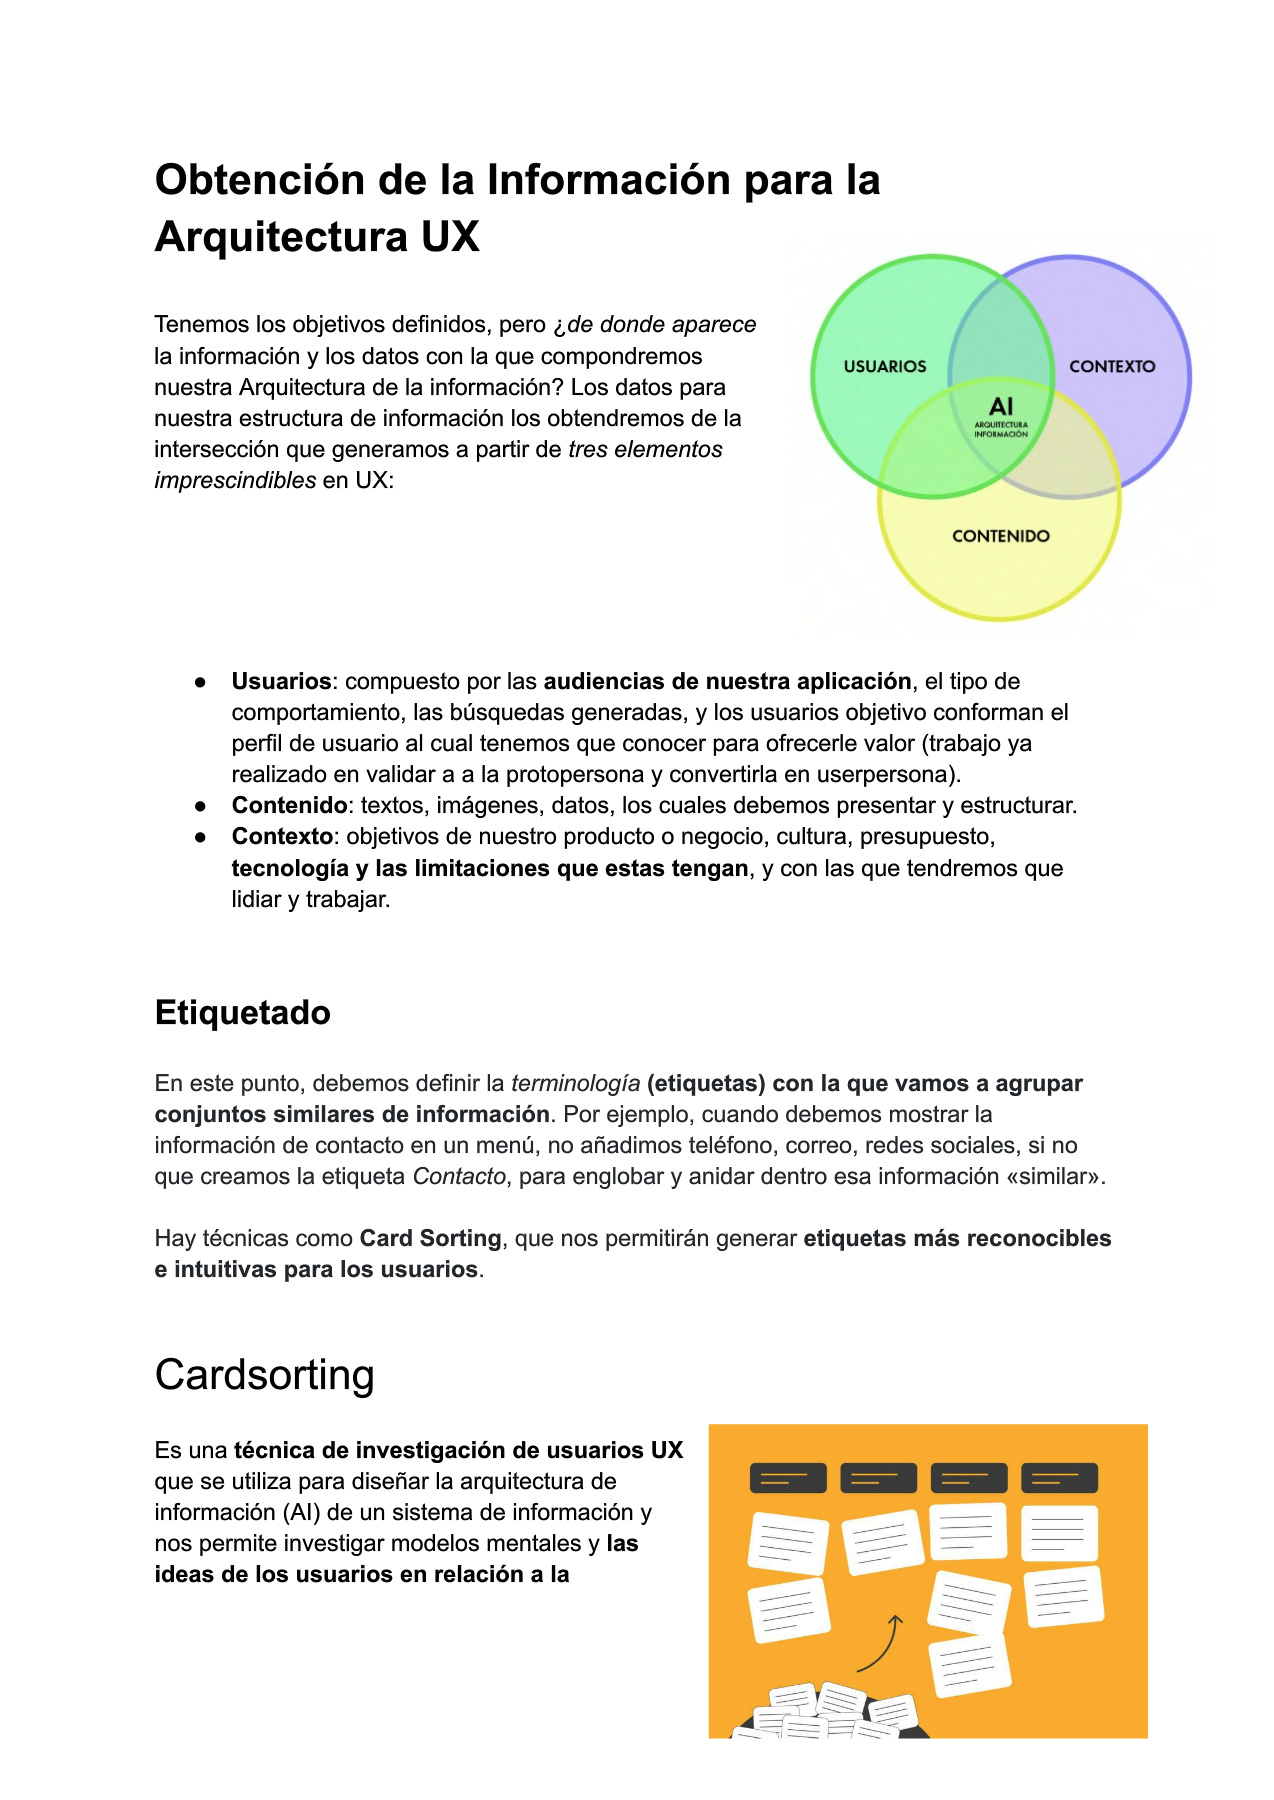 Obtención de la Información para la
Arquitectura UX
Tenemos los objetivos definidos, pero ¿de donde aparece
la información y los datos con la que compondremos
nuestra Arquitectura de la información? Los datos para
nuestra estructura de información los obtendremos de la
intersección que generamos a partir de tres elementos
imprescindibles en UX:
USUARIOS
CONTEXTO
AI
ARQUITECTURA
INFORMACIÓN
CONTENIDO
● Usuarios: compuesto por las audiencias de nuestra aplicación, el tipo de
comportamiento, las búsquedas generadas, y los usuarios objetivo conforman el
perfil de usuario al cual tenemos que conocer para ofrecerle valor (trabajo ya
realizado en validar a a la protopersona y convertirla en userpersona).
● Contenido: textos, imágenes, datos, los cuales debemos presentar y estructurar.
● Contexto: objetivos de nuestro producto o negocio, cultura, presupuesto,
tecnología y las limitaciones que estas tengan, y con las que tendremos que
lidiar y trabajar.
Etiquetado
En este punto, debemos definir la terminología (etiquetas) con la que vamos a agrupar
conjuntos similares de información. Por ejemplo, cuando debemos mostrar la
información de contacto en un menú, no añadimos teléfono, correo, redes sociales, si no
que creamos la etiqueta Contacto, para englobar y anidar dentro esa información «similar».
Hay técnicas como Card Sorting, que nos permitirán generar etiquetas más reconocibles
e intuitivas para los usuarios.
Cardsorting
Es una técnica de investigación de usuarios UX
que se utiliza para diseñar la arquitectura de
información (AI) de un sistema de información y
nos permite investigar modelos mentales y las
ideas de los usuarios en relación a la